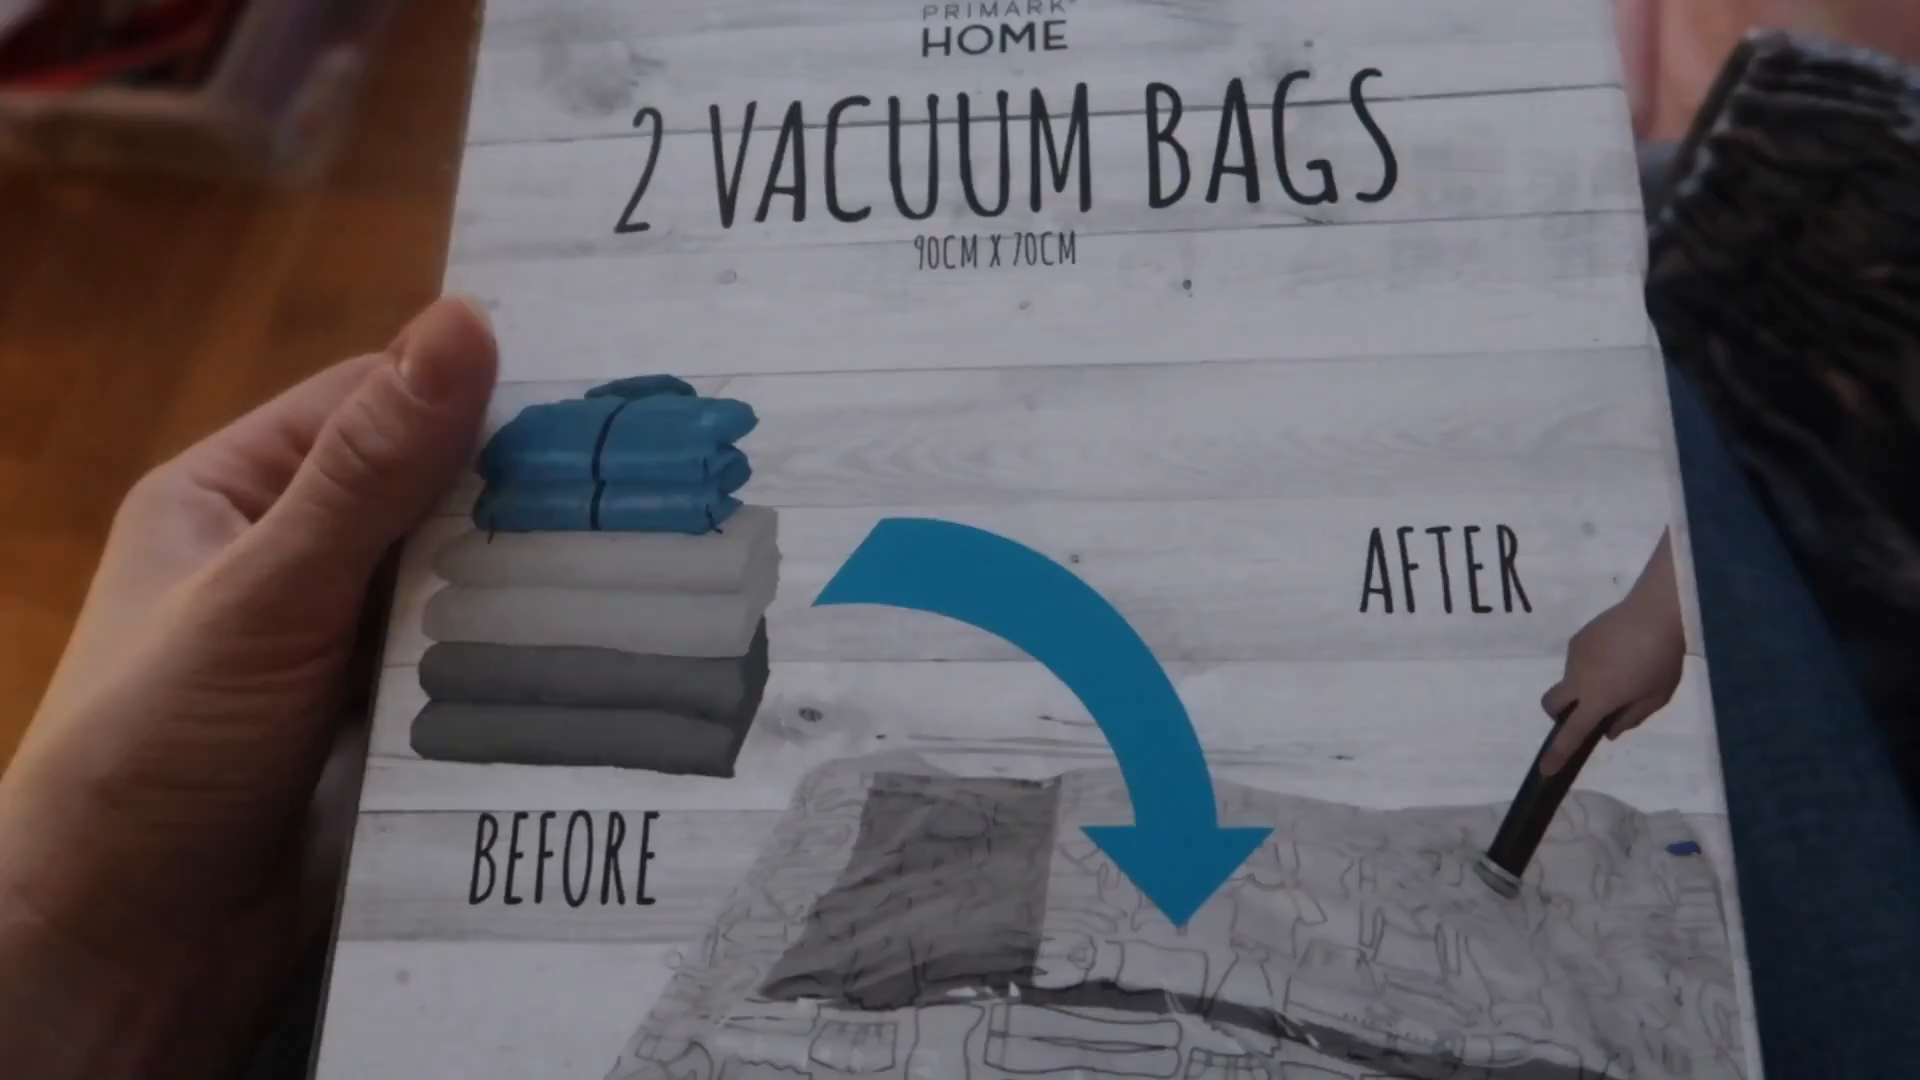 PRIMARK
HOME
2 VACUUM BAGS
90CM X 70CM
AFTER
BEFORE